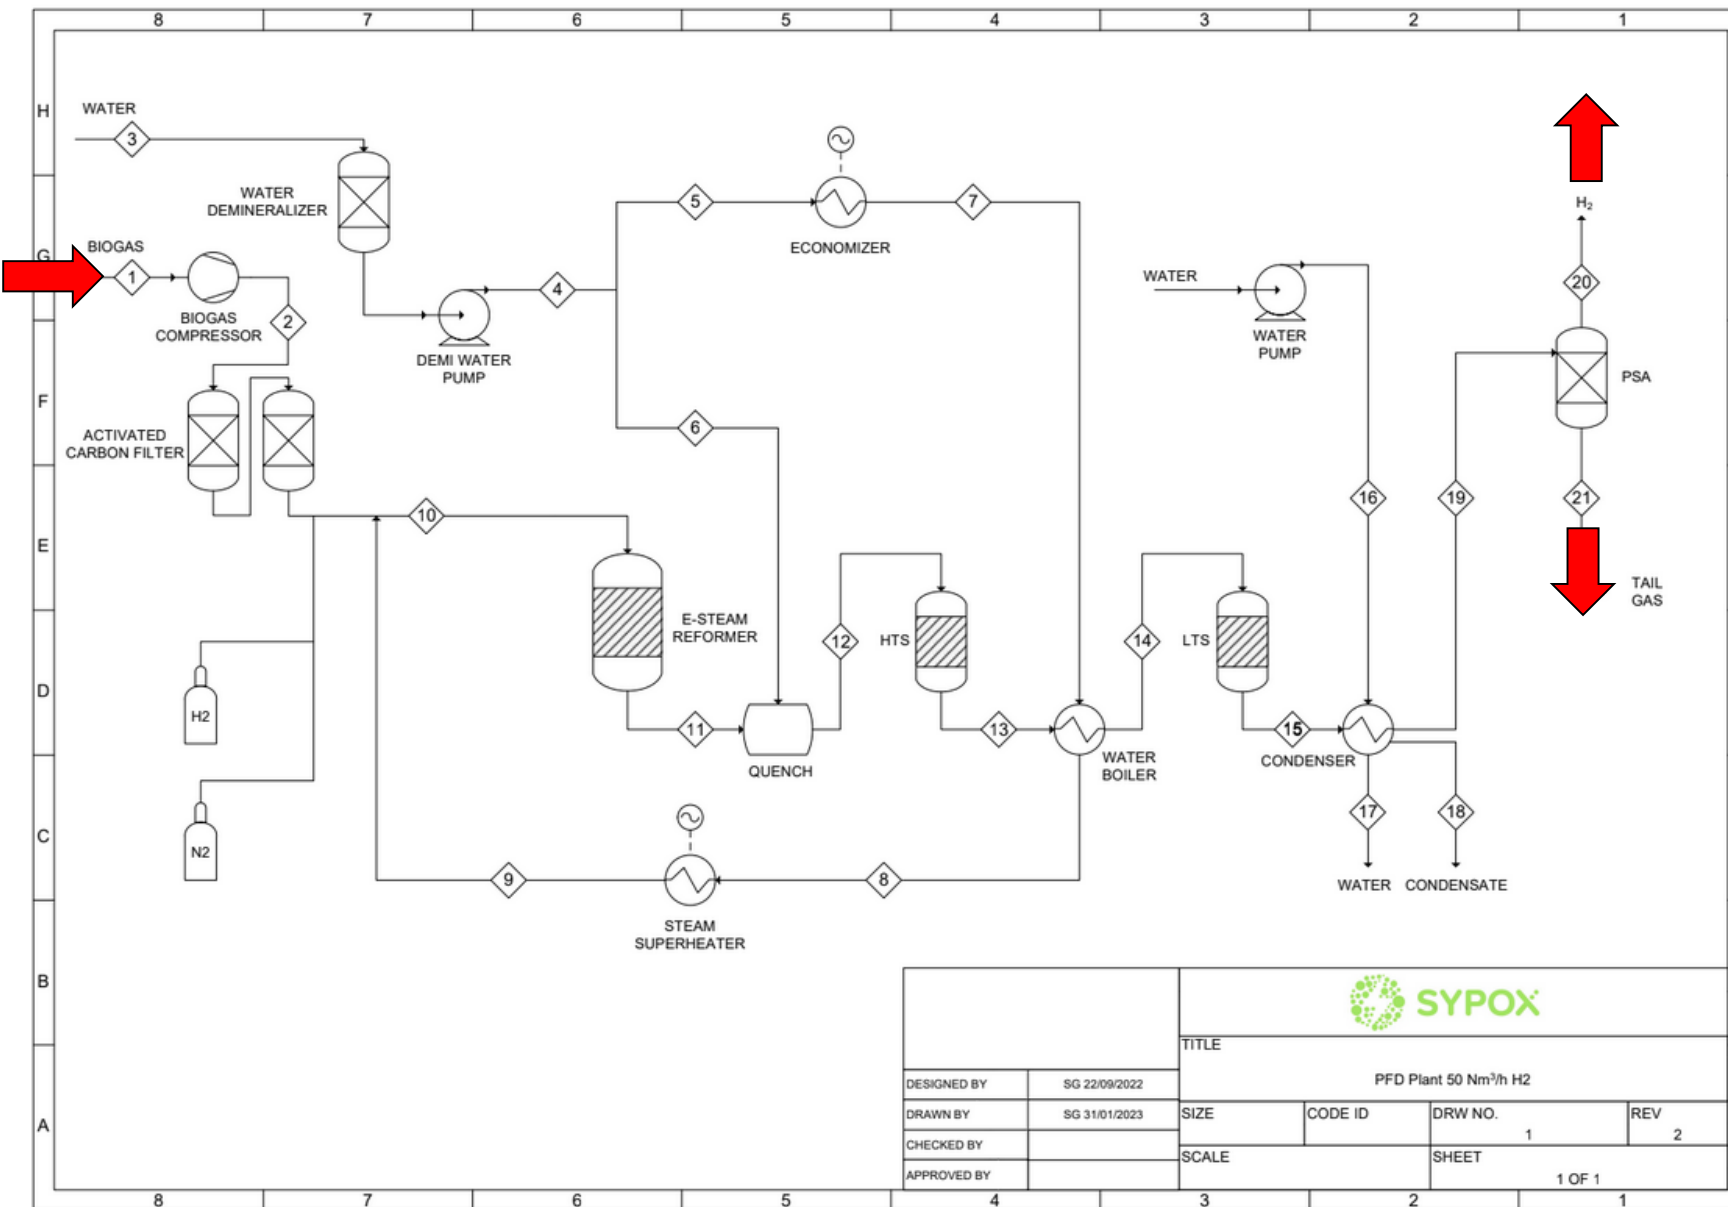 8 7 6 5 4 3 2 1
H
G
F
E
D
C
B
A
WATER
3
WATER
DEMINERALIZER
BIOGAS
1
BIOGAS
COMPRESSOR
2
ACTIVATED
CARBON FILTER
DEMI WATER
PUMP
4
5
6
ECONOMIZER
7
10
H2
N2
E-STEAM
REFORMER
11
QUENCH
12
HTS
13
WATER
BOILER
14
LTS
15
CONDENSER
WATER
WATER
PUMP
16
17
18
WATER
CONDENSATE
19
H₂
20
PSA
21
TAIL
GAS
9
STEAM
SUPERHEATER
8
SYPOX
TITLE
PFD Plant 50 Nm³/h H2
DESIGNED BY SG 22/09/2022
DRAWN BY SG 31/01/2023
CHECKED BY
APPROVED BY
SIZE
CODE ID
DRW NO.
1
REV
2
SCALE
SHEET
1 OF 1
8 7 6 5 4 3 2 1